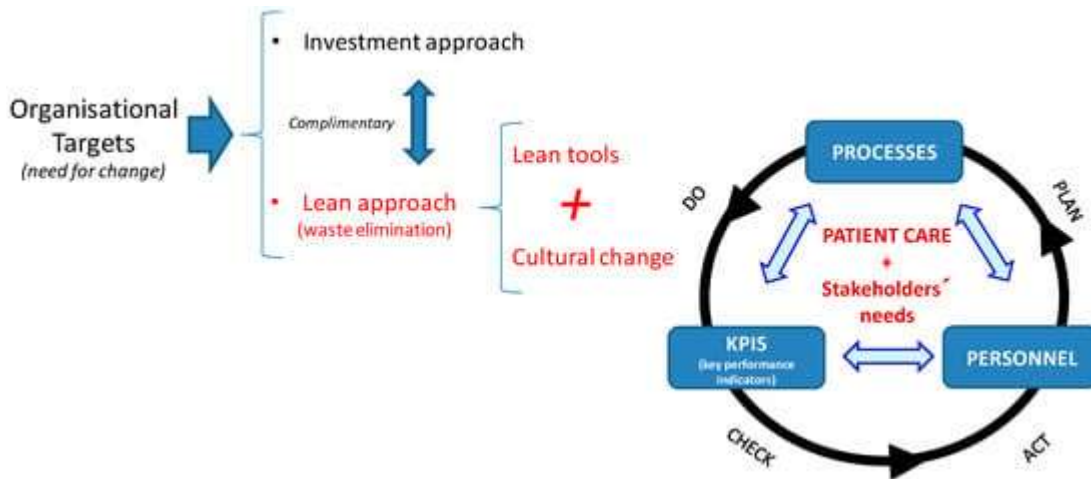 Organisational
Targets
(need for change)
• Investment approach
Complimentary
• Lean approach
(waste elimination)
Lean tools
+
Cultural change
PROCESSES
DO
PLAN
PATIENT CARE
+
Stakeholders´
needs
KPIS
(key performance
indicators)
PERSONNEL
CHECK
ACT